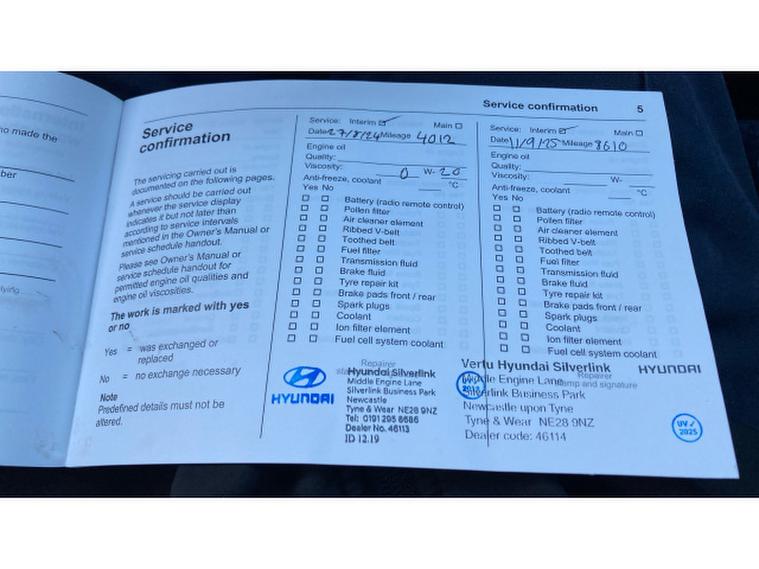 Service confirmation 5
no made the
ber
lying
Service
confirmation
The servicing carried out is
documented on the following pages.
A service should be carried out
whenever the service display
indicates it but not later than
according to service intervals
mentioned in the Owner's Manual or
service schedule handout.
Please see Owner's Manual or
service schedule handout for
permitted engine oil qualities and
engine oil viscosities.
The work is marked with yes
or no
Yes = was exchanged or
replaced
No = no exchange necessary
Note
Predefined details must not be
altered.
Service: Interim Main
Date 27/8/24 Mileage 4012
Engine oil
Quality:
Viscosity: 0 W- 20
Anti-freeze, coolant °C
Yes No
Battery (radio remote control)
Pollen filter
Air cleaner element
Ribbed V-belt
Toothed belt
Fuel filter
Transmission fluid
Brake fluid
Tyre repair kit
Brake pads front / rear
Spark plugs
Coolant
Ion filter element
Fuel cell system coolant
Repairer
HYUNDAI
Hyundai Silverlink
Middle Engine Lane
Silverlink Business Park
Newcastle
Tyne & Wear NE28 9NZ
Tel: 0191 295 8686
Dealer No. 46113
ID 12.19
Service: Interim Main
Date 11/9/25 Mileage 8610
Engine oil
Quality:
Viscosity: W-
Anti-freeze, coolant °C
Yes No
Battery (radio remote control)
Pollen filter
Air cleaner element
Ribbed V-belt
Toothed belt
Fuel filter
Transmission fluid
Brake fluid
Tyre repair kit
Brake pads front / rear
Spark plugs
Coolant
Ion filter element
Fuel cell system coolant
Vertu Hyundai Silverlink HYUNDAI
Repairer
Middle Engine Lane
stamp and signature
Silverlink Business Park
Newcastle upon Tyne
Tyne & Wear NE28 9NZ
Dealer code: 46114
UV
2025